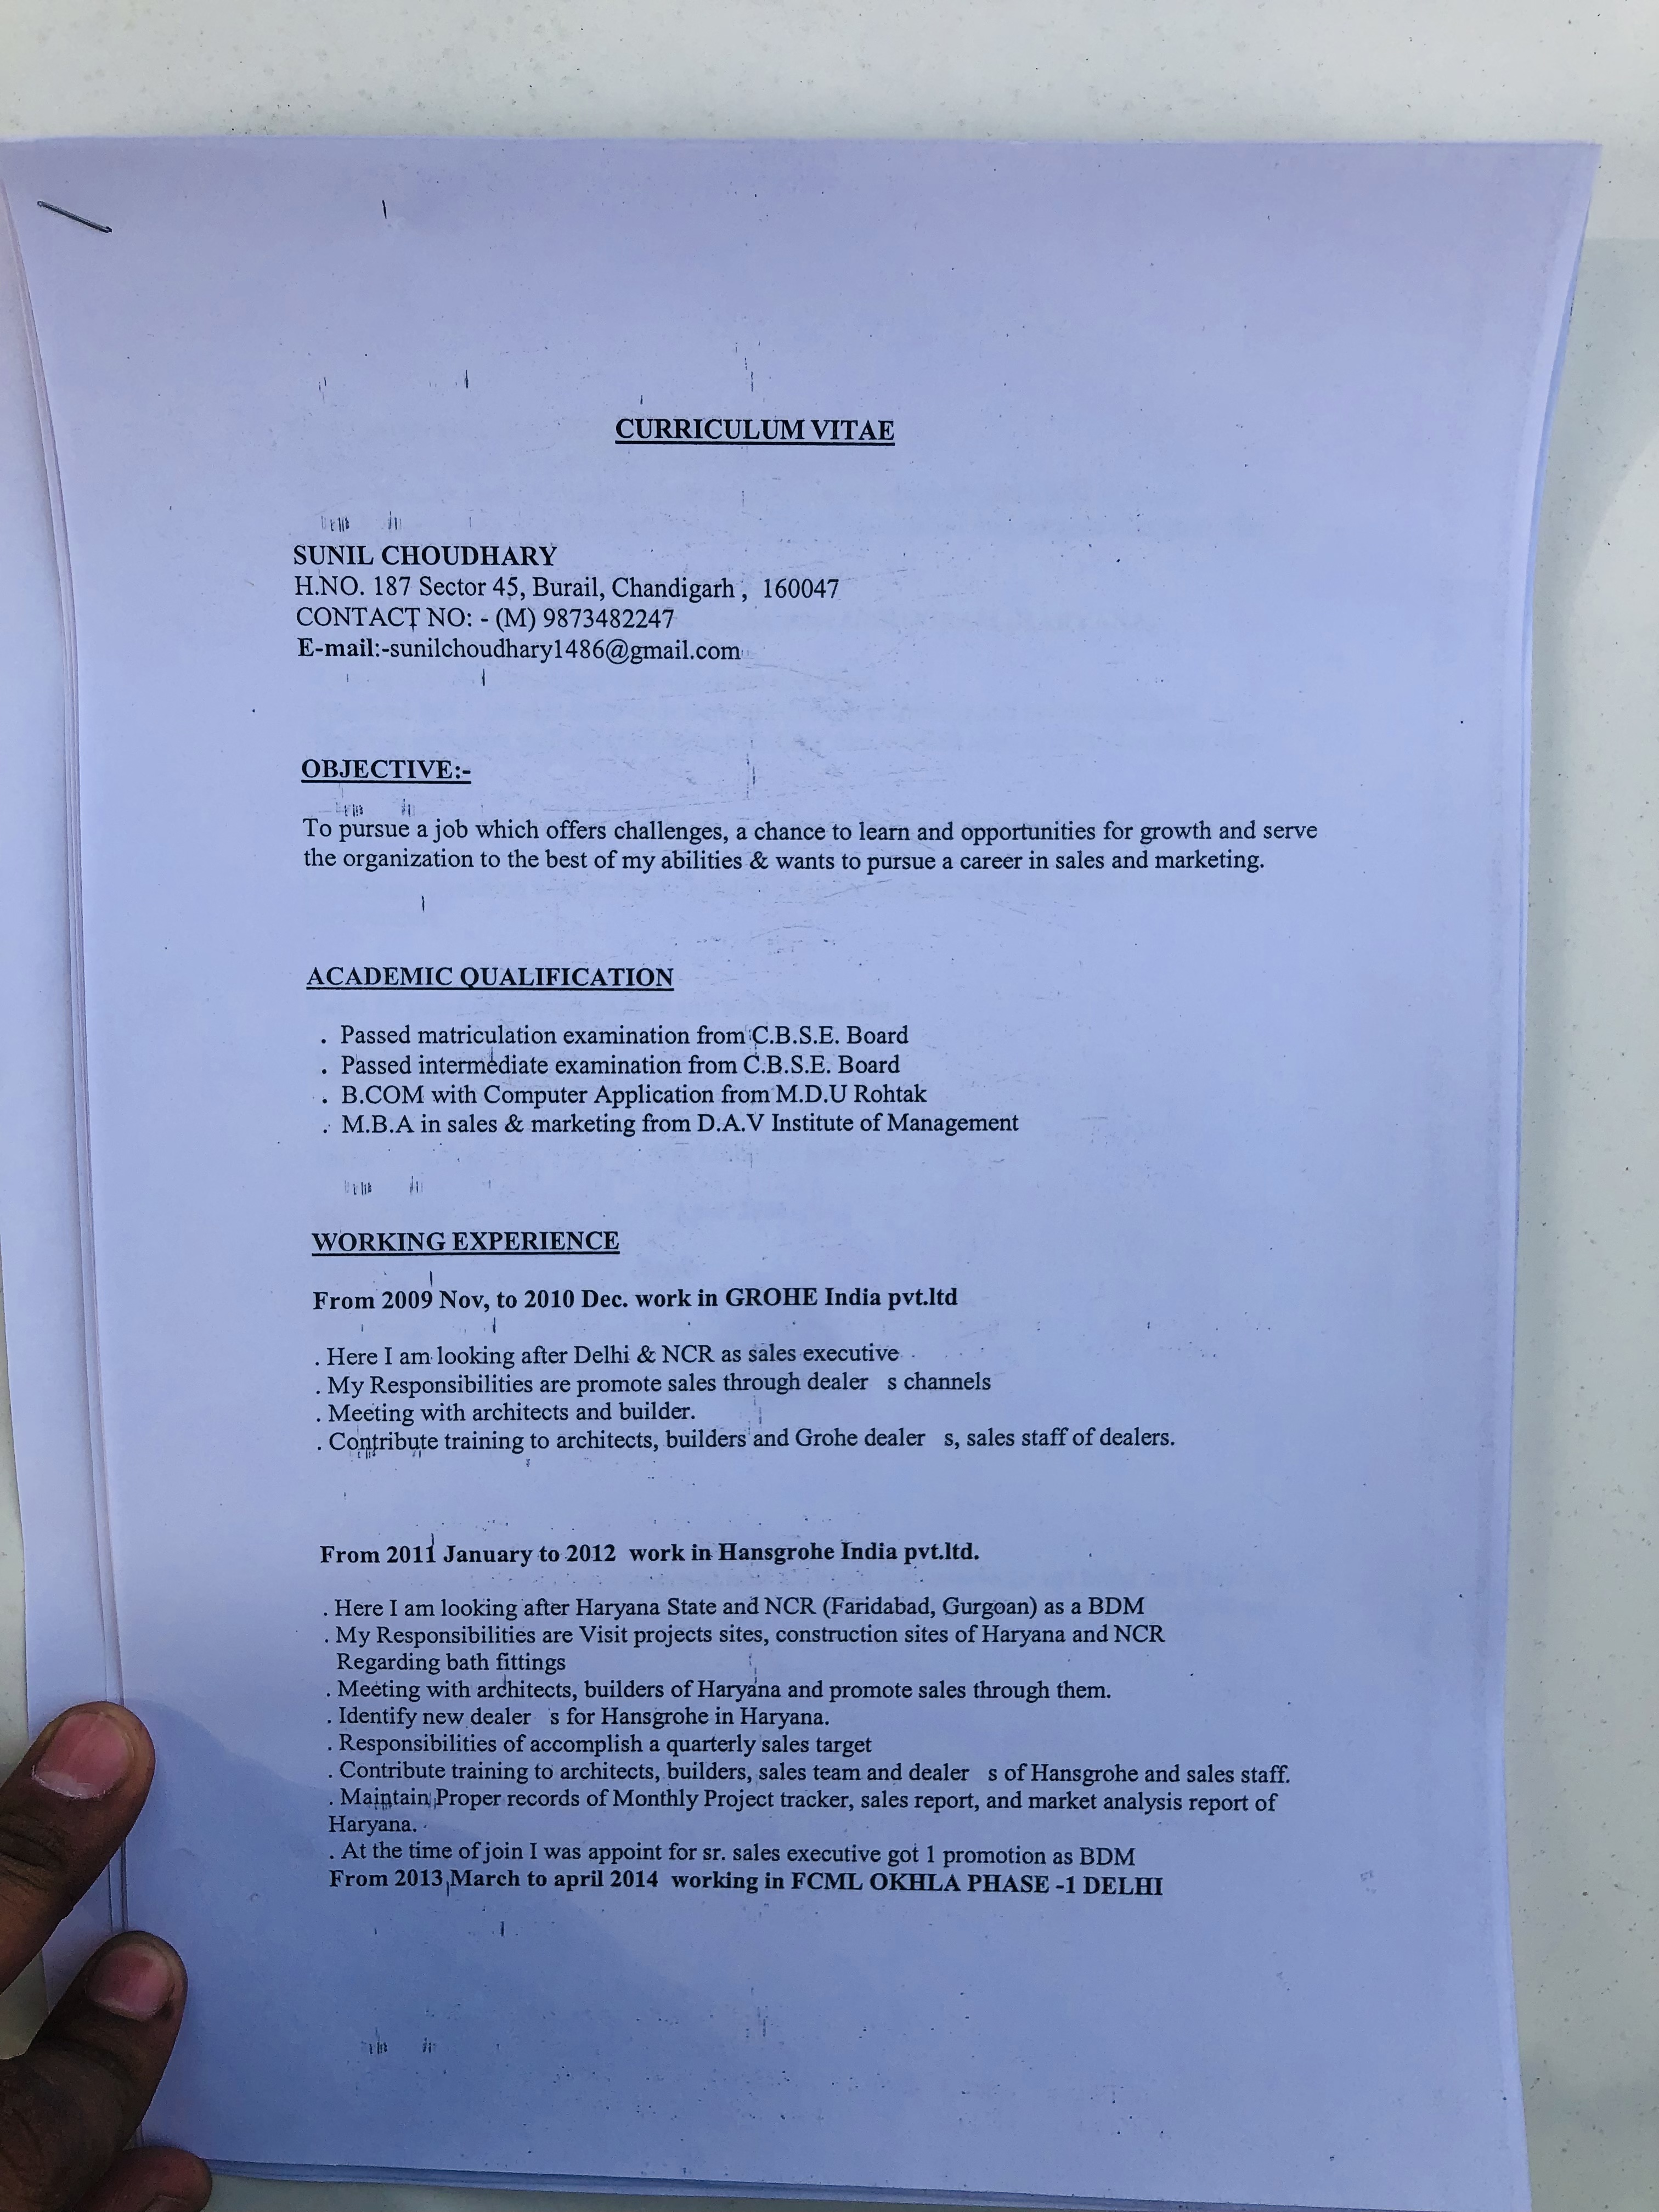 CURRICULUM VITAE
SUNIL CHOUDHARY
H.NO. 187 Sector 45, Burail, Chandigarh , 160047
CONTACT NO: - (M) 9873482247
E-mail:-sunilchoudhary1486@gmail.com
OBJECTIVE:-
To pursue a job which offers challenges, a chance to learn and opportunities for growth and serve
the organization to the best of my abilities & wants to pursue a career in sales and marketing.
ACADEMIC QUALIFICATION
. Passed matriculation examination from C.B.S.E. Board
. Passed intermediate examination from C.B.S.E. Board
. B.COM with Computer Application from M.D.U Rohtak
. M.B.A in sales & marketing from D.A.V Institute of Management
WORKING EXPERIENCE
From 2009 Nov, to 2010 Dec. work in GROHE India pvt.ltd
. Here I am looking after Delhi & NCR as sales executive
. My Responsibilities are promote sales through dealer s channels
. Meeting with architects and builder.
. Contribute training to architects, builders and Grohe dealer s, sales staff of dealers.
From 2011 January to 2012 work in Hansgrohe India pvt.ltd.
. Here I am looking after Haryana State and NCR (Faridabad, Gurgoan) as a BDM
. My Responsibilities are Visit projects sites, construction sites of Haryana and NCR
Regarding bath fittings
. Meeting with architects, builders of Haryana and promote sales through them.
. Identify new dealer s for Hansgrohe in Haryana.
. Responsibilities of accomplish a quarterly sales target
. Contribute training to architects, builders, sales team and dealer s of Hansgrohe and sales staff.
. Maintain Proper records of Monthly Project tracker, sales report, and market analysis report of
Haryana.
. At the time of join I was appoint for sr. sales executive got 1 promotion as BDM
From 2013 March to april 2014 working in FCML OKHLA PHASE -1 DELHI